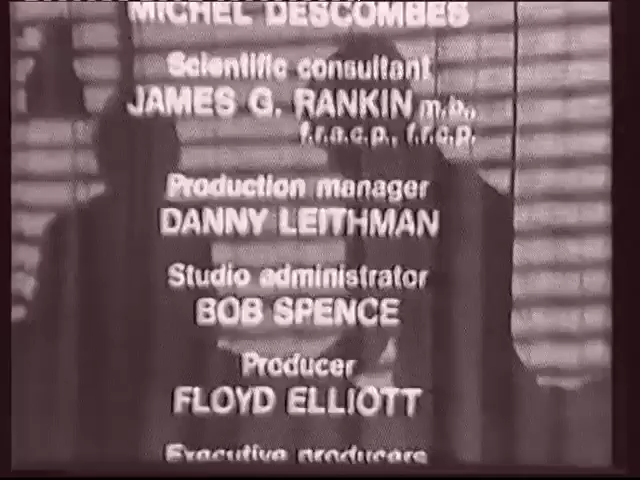 MICHEL DESCOMBES
Scientific consultant
JAMES G. RANKIN m.b.,
f.r.a.c.p., f.r.c.p.
Production manager
DANNY LEITHMAN
Studio administrator
BOB SPENCE
Producer
FLOYD ELLIOTT
Executive producers